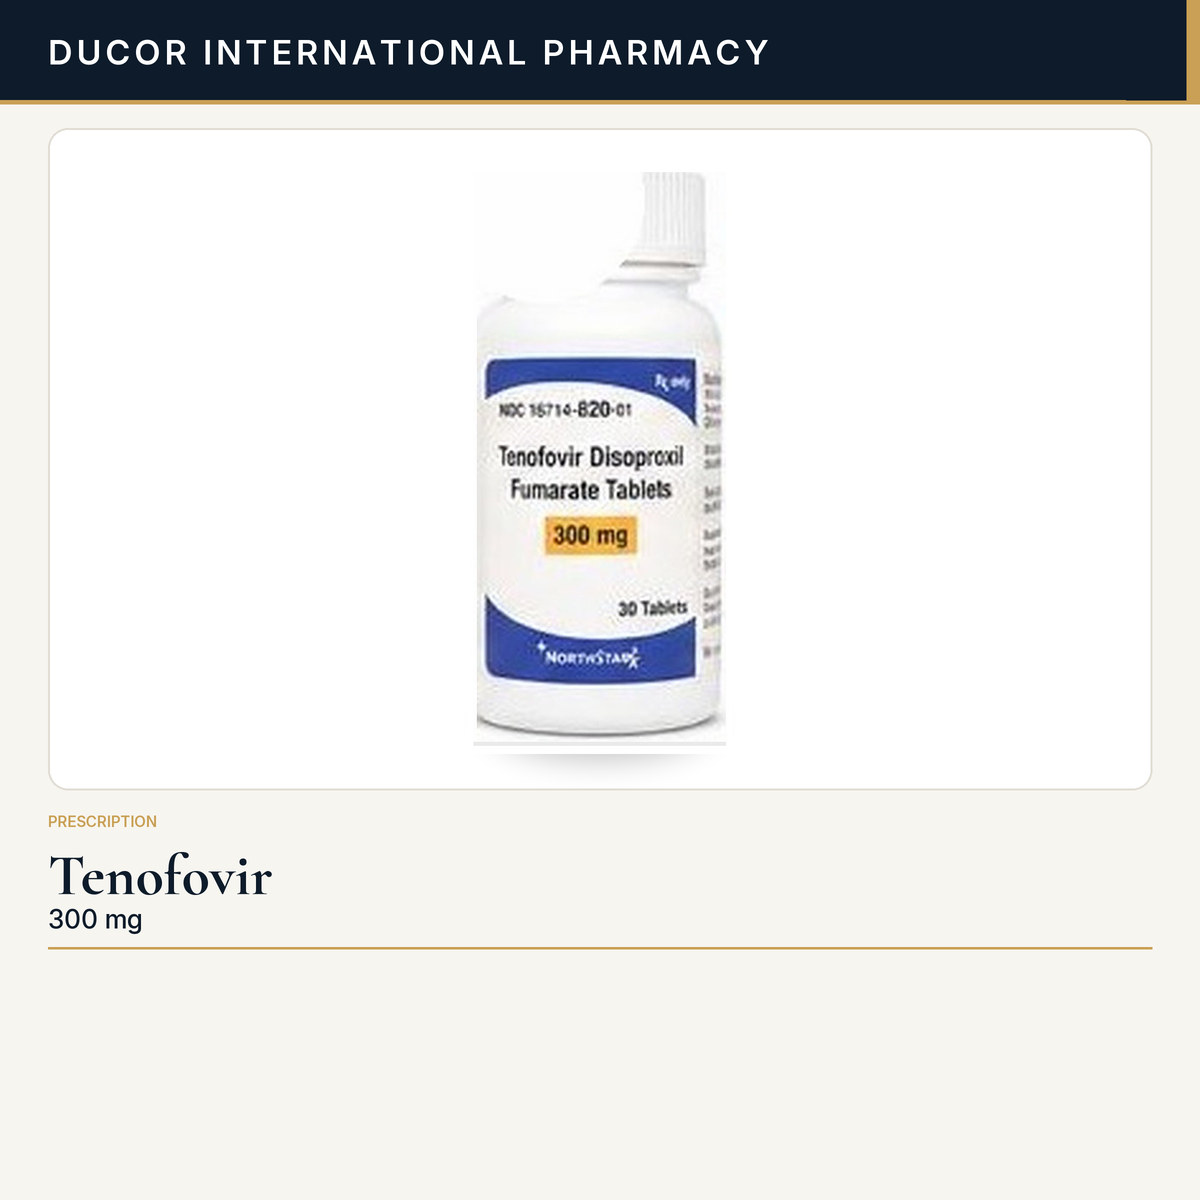 DUCOR INTERNATIONAL PHARMACY
Rx only
NDC 16714-820-01
Tenofovir Disoproxil
Fumarate Tablets
300 mg
30 Tablets
NORTHSTAR
PRESCRIPTION
Tenofovir
300 mg